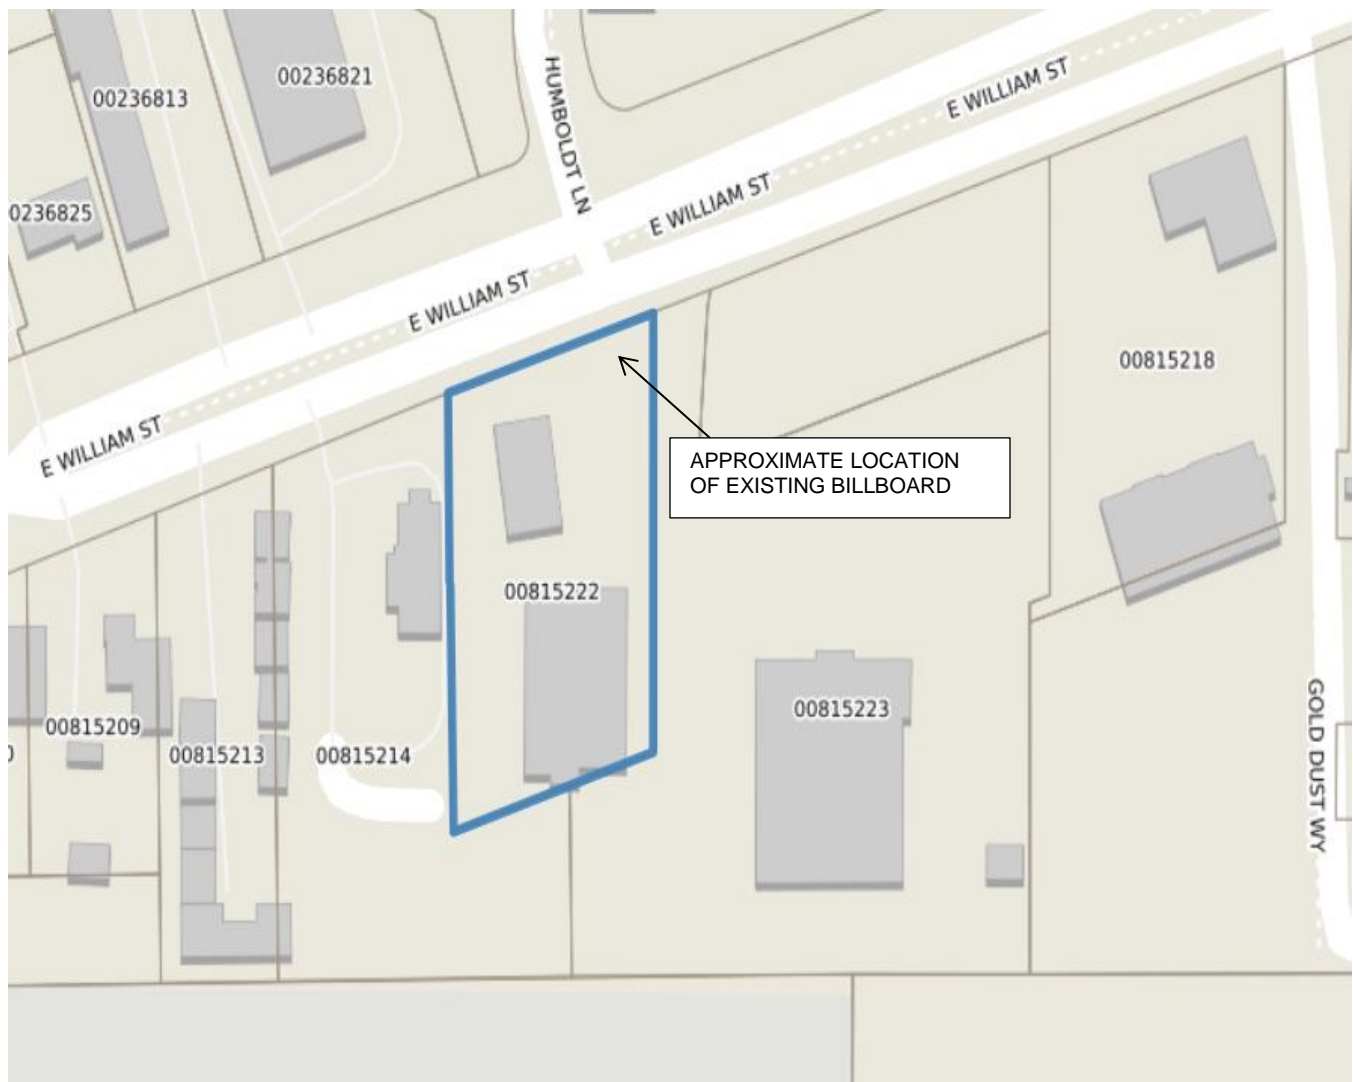 00236821
00236813
0236825
HUMBOLDT LN
E WILLIAM ST
E WILLIAM ST
E WILLIAM ST
E WILLIAM ST
00815218
APPROXIMATE LOCATION
OF EXISTING BILLBOARD
00815222
00815223
00815209
00815213
00815214
0
GOLD DUST WY